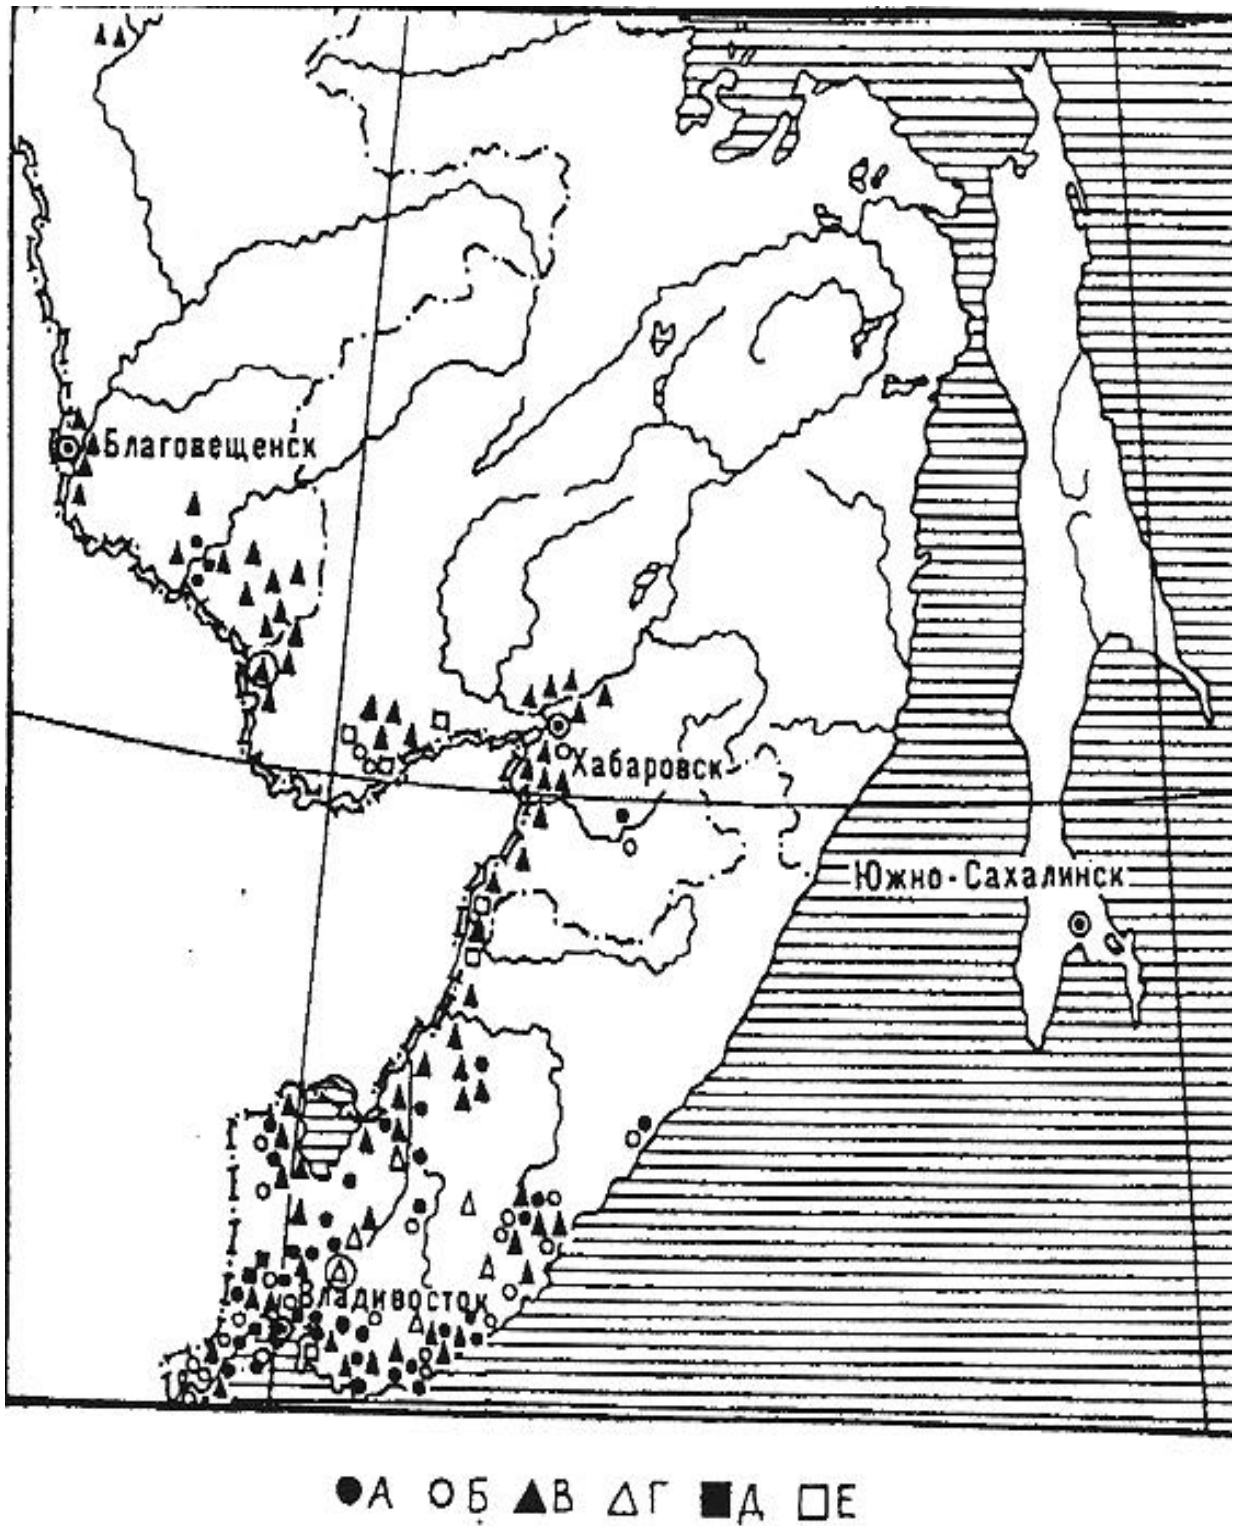 Благовещенск
Хабаровск
Южно-Сахалинск
Владивосток
А Б В Г Д Е